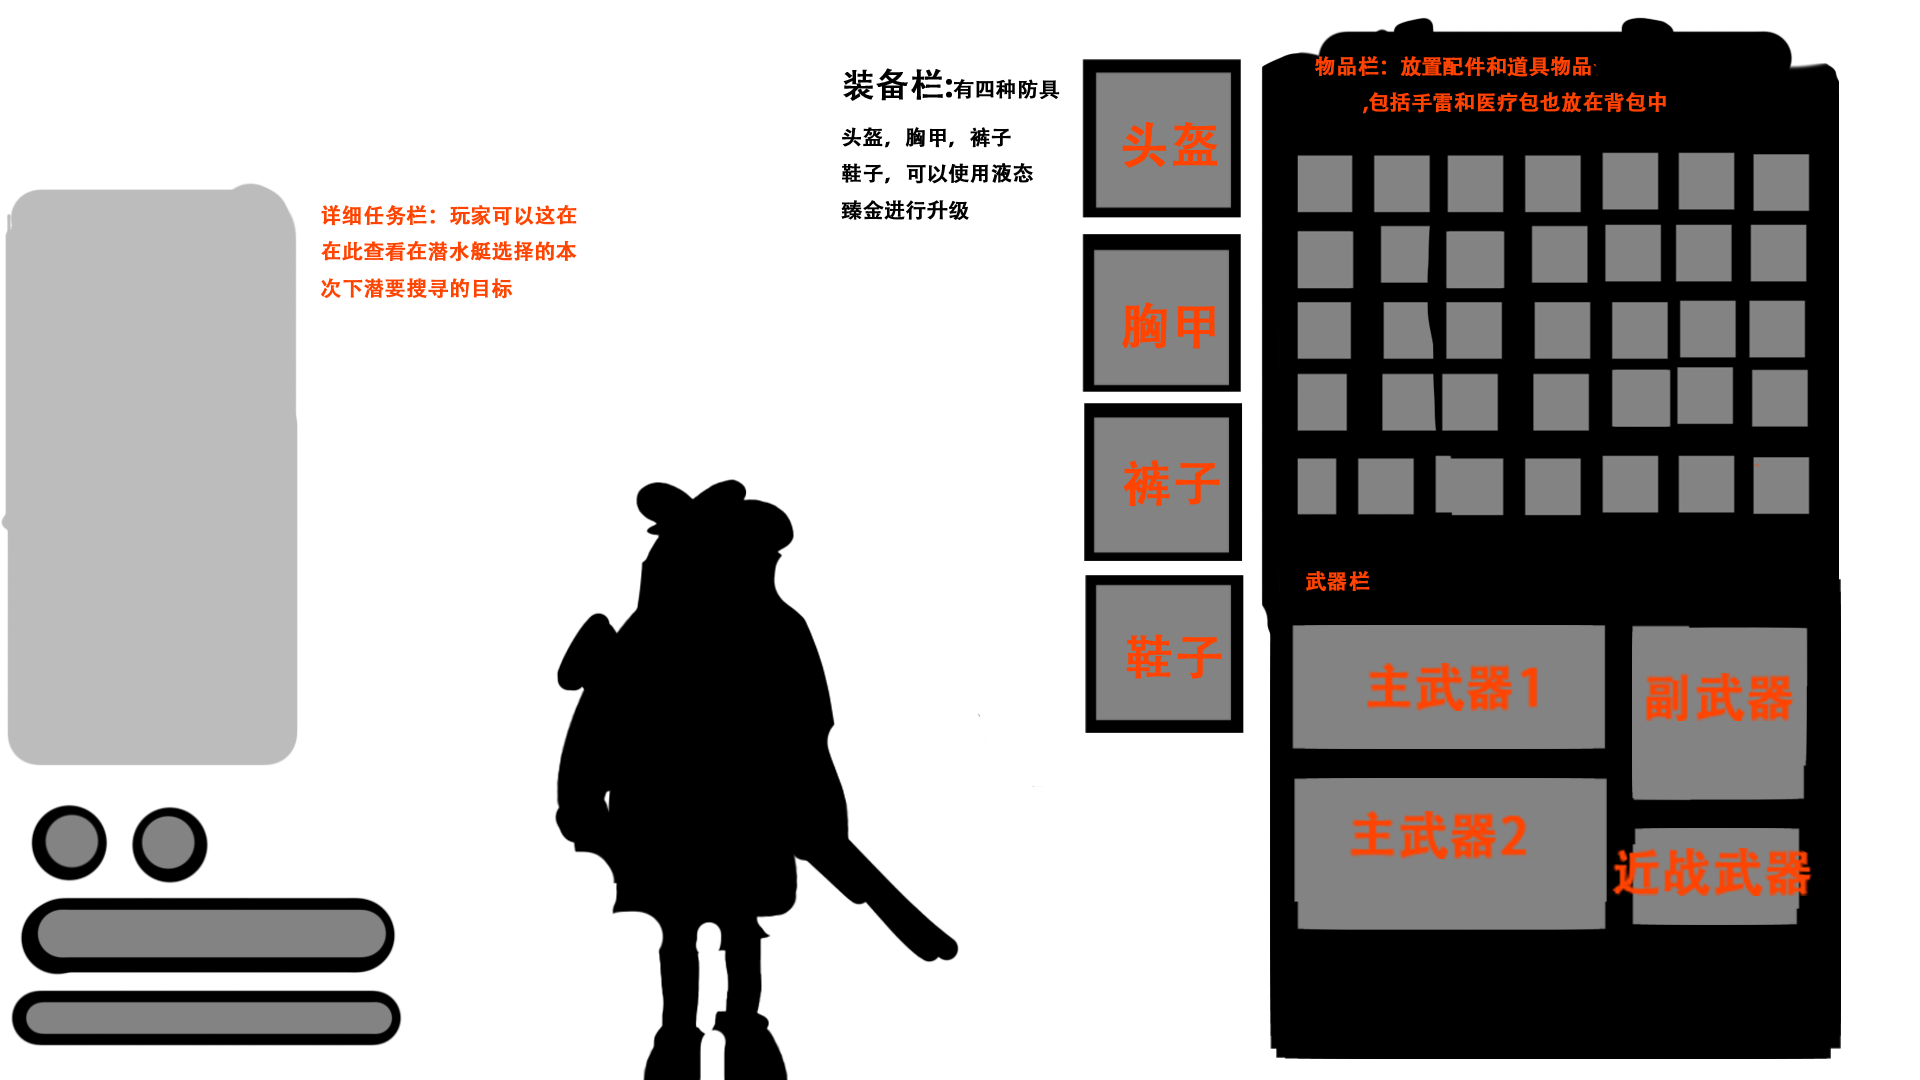 详细任务栏：玩家可以这在
在此查看在潜水艇选择的本
次下潜要搜寻的目标
装备栏:有四种防具
头盔，胸甲，裤子
鞋子，可以使用液态
臻金进行升级
头盔
胸甲
裤子
鞋子
物品栏：放置配件和道具物品
,包括手雷和医疗包也放在背包中
武器栏
主武器1
副武器
主武器2
近战武器